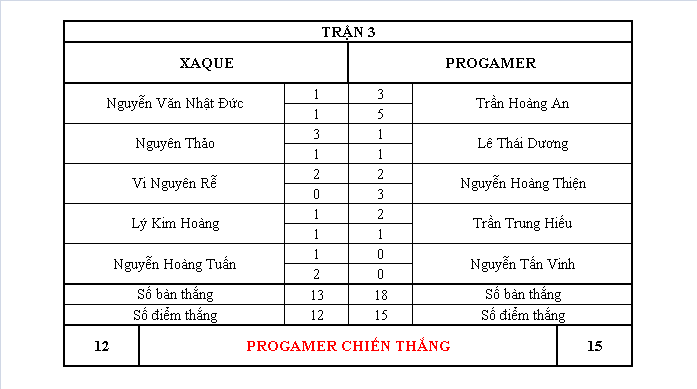 TRẬN 3
XAQUE PROGAMER
Nguyễn Văn Nhật Đức 1 3 Trần Hoàng An
1 5
Nguyên Thảo 3 1 Lê Thái Dương
1 1
Vi Nguyên Rễ 2 2 Nguyễn Hoàng Thiện
0 3
Lý Kim Hoàng 1 2 Trần Trung Hiếu
1 1
Nguyễn Hoàng Tuấn 1 0 Nguyễn Tấn Vinh
2 0
Số bàn thắng 13 18 Số bàn thắng
Số điểm thắng 12 15 Số điểm thắng
12 PROGAMER CHIẾN THẮNG 15